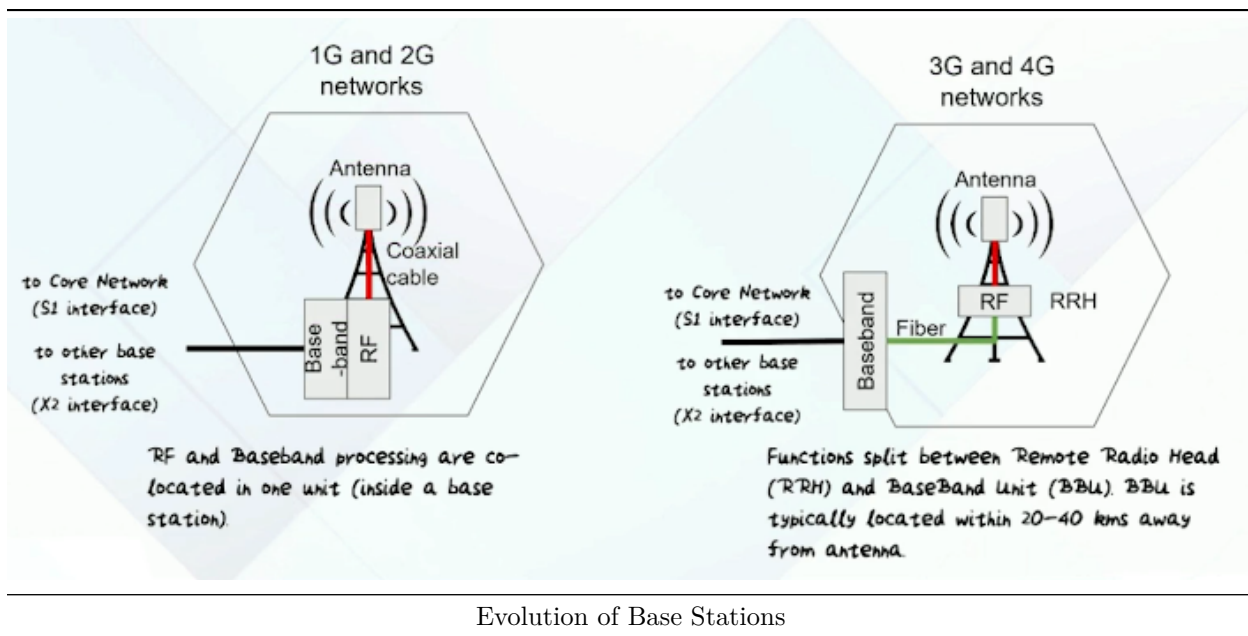 1G and 2G
networks
Antenna
Coaxial
cable
to Core Network
(S1 interface)
to other base
stations
(X2 interface)
Base
-band
RF
RF and Baseband processing are co-
located in one unit (inside a base
station).
3G and 4G
networks
Antenna
RF
RRH
to Core Network
(S1 interface)
Baseband
Fiber
to other base
stations
(X2 interface)
Functions split between Remote Radio Head
(RRH) and BaseBand Unit (BBU). BBU is
typically located within 20-40 kms away
from antenna.
Evolution of Base Stations